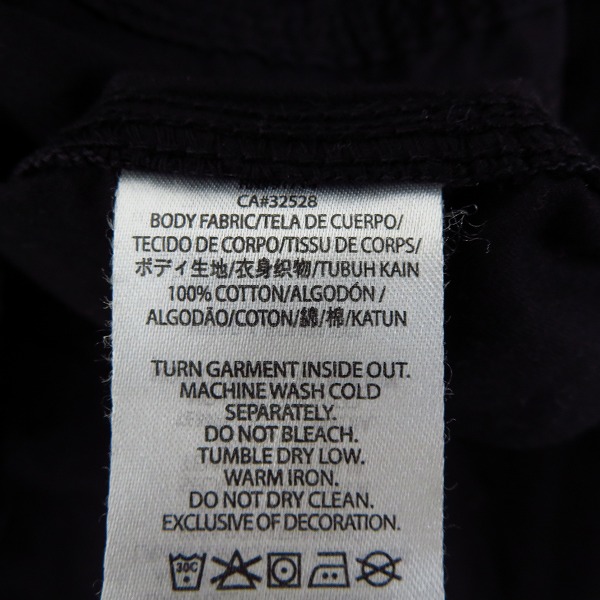 CA#32528
BODY FABRIC/TELA DE CUERPO/
TECIDO DE CORPO/TISSU DE CORPS/
ボディ生地/衣身织物/TUBUH KAIN
100% COTTON/ALGODÓN /
ALGODÃO/COTON/綿/棉/KATUN
TURN GARMENT INSIDE OUT.
MACHINE WASH COLD
SEPARATELY.
DO NOT BLEACH.
TUMBLE DRY LOW.
WARM IRON.
DO NOT DRY CLEAN.
EXCLUSIVE OF DECORATION.
30C